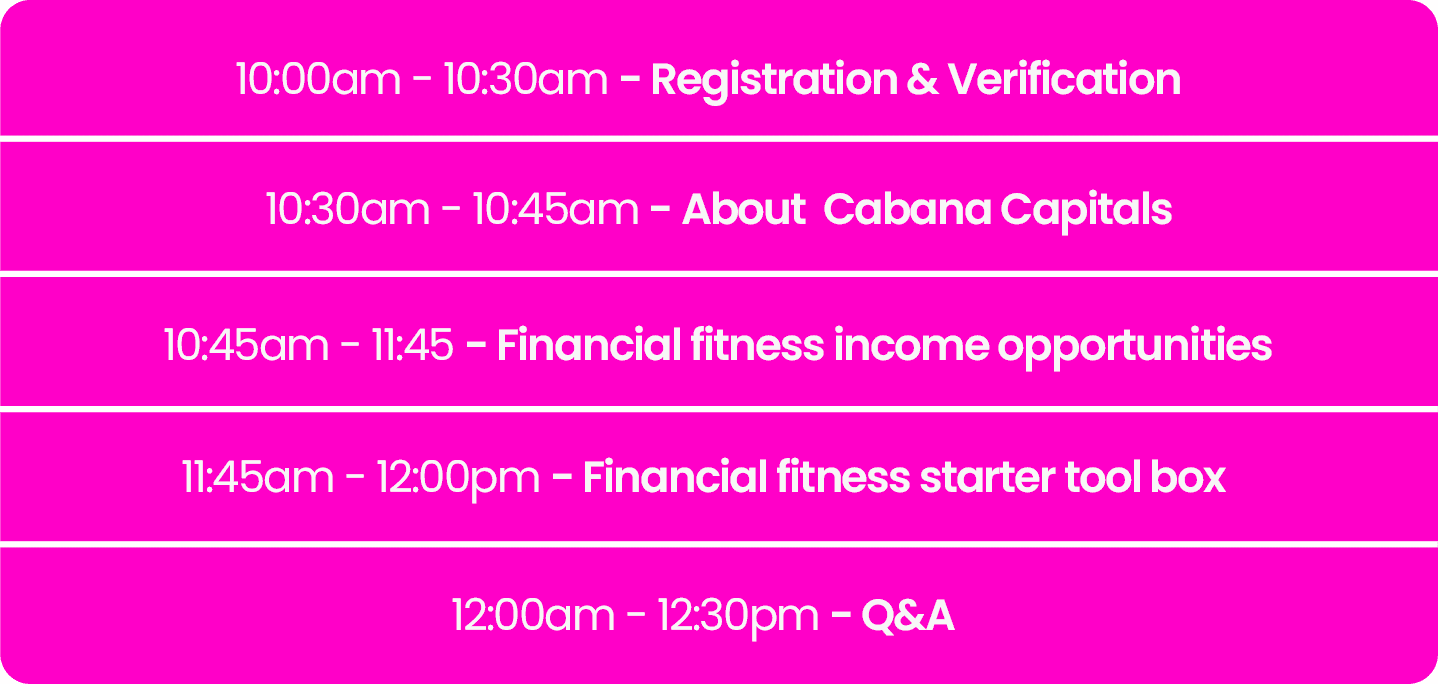 10:00am - 10:30am - Registration & Verification
10:30am - 10:45am - About  Cabana Capitals
10:45am - 11:45 - Financial fitness income opportunities
11:45am - 12:00pm - Financial fitness starter tool box
12:00am - 12:30pm - Q&A